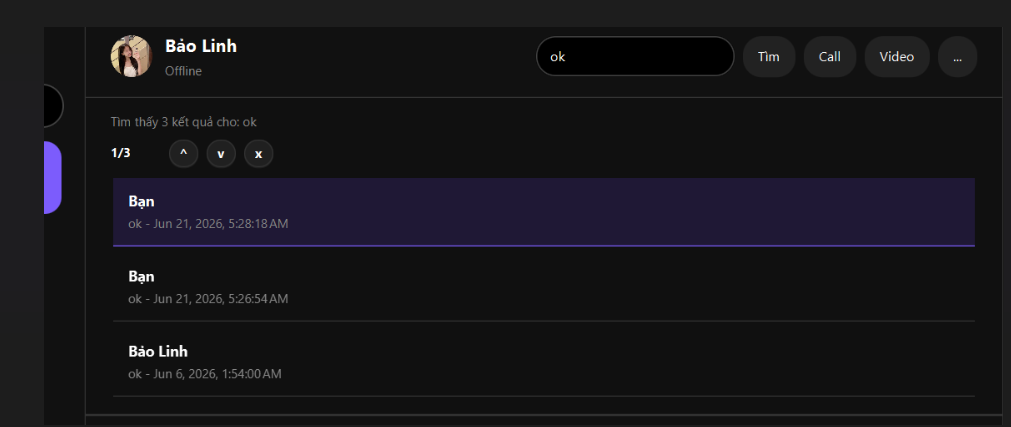 Bảo Linh
Offline
ok
Tìm
Call
Video
...
Tìm thấy 3 kết quả cho: ok
1/3
^
v
x
Bạn
ok - Jun 21, 2026, 5:28:18 AM
Bạn
ok - Jun 21, 2026, 5:26:54 AM
Bảo Linh
ok - Jun 6, 2026, 1:54:00 AM